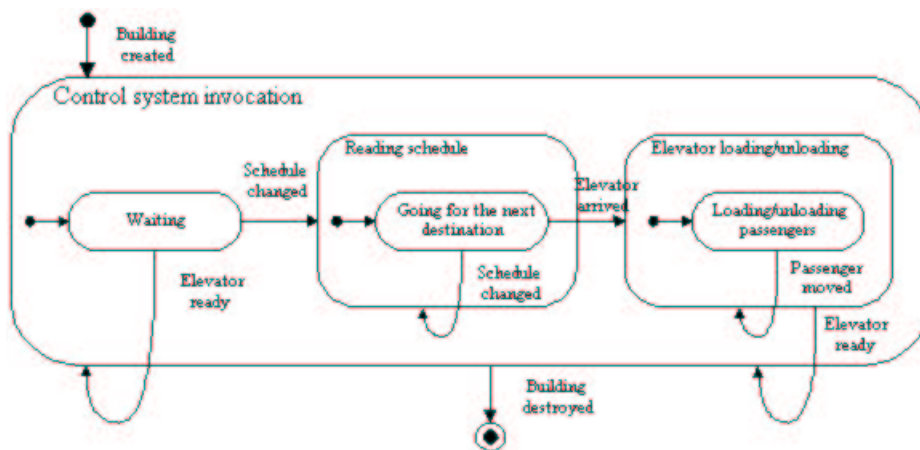 Building
created
Control system invocation
Reading schedule
Elevator loading/unloading
Schedule
changed
Elevator
arrived
Waiting
Going for the next
destination
Loading/unloading
passengers
Elevator
ready
Schedule
changed
Passenger
moved
Elevator
ready
Building
destroyed